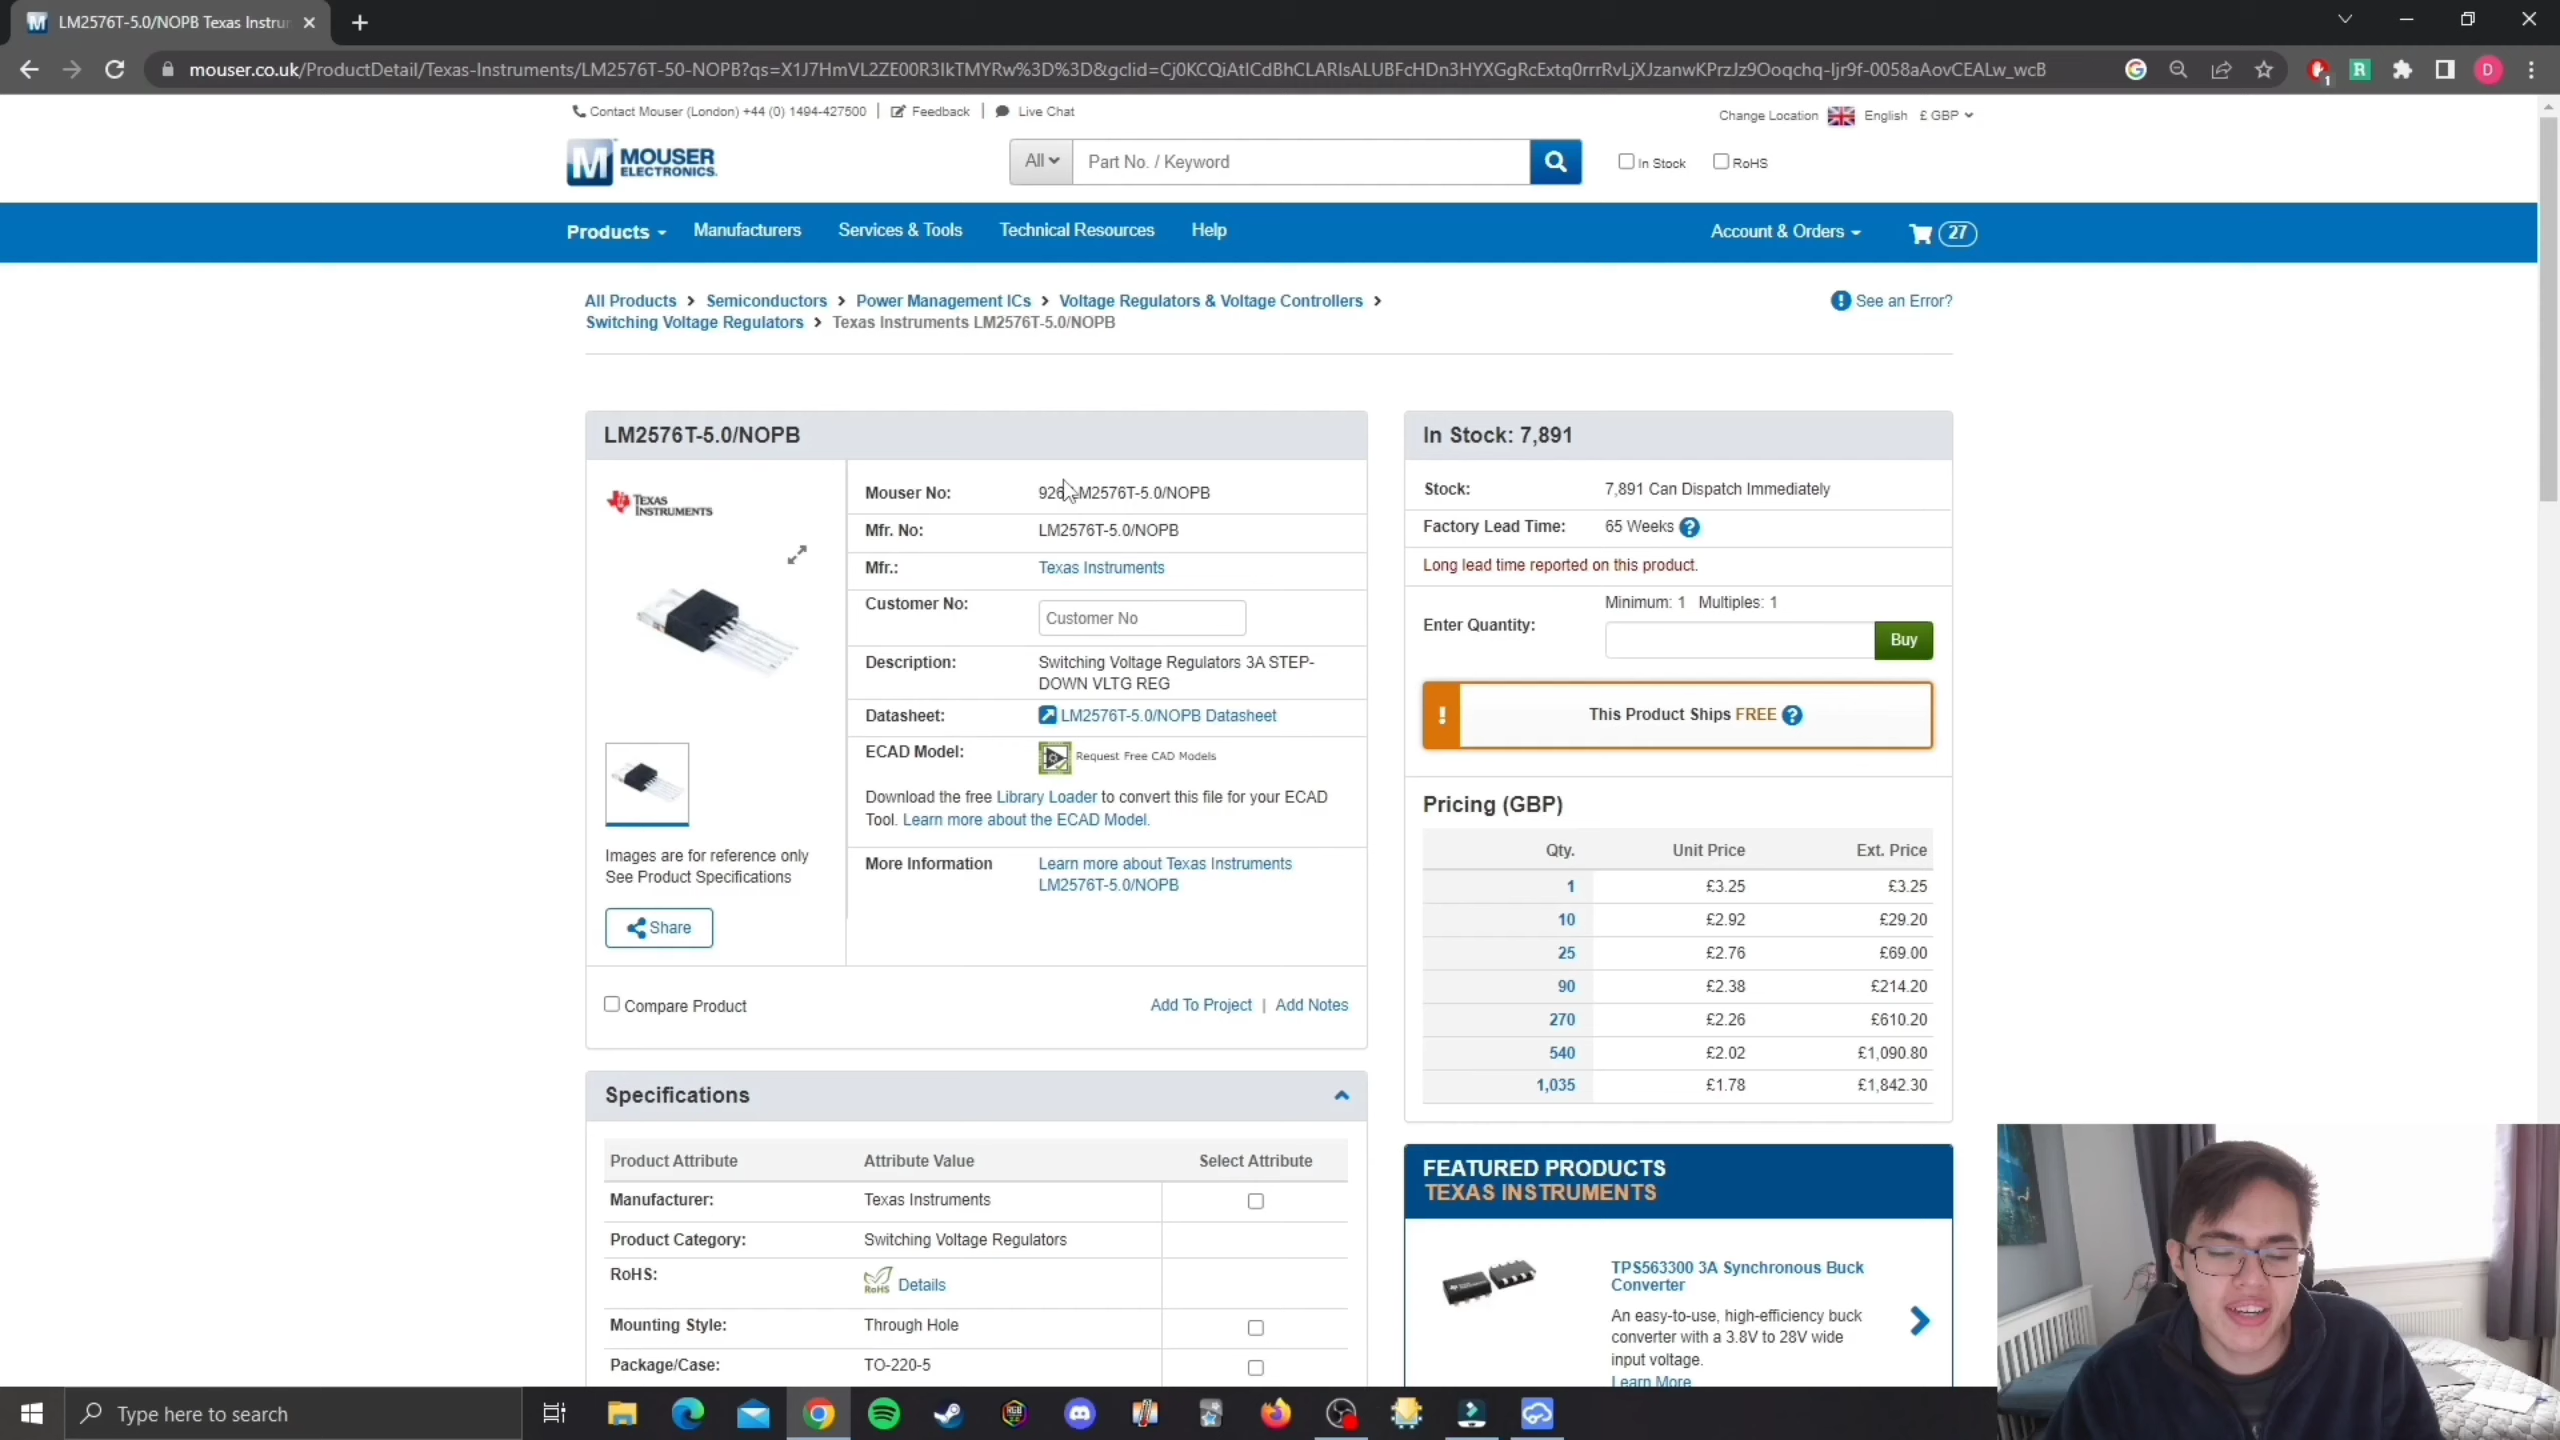 LM2576T-5.0/NOPB Texas Instru
mouser.co.uk/ProductDetail/Texas-Instruments/LM2576T-50-NOPB?qs=X1J7HmVL2ZE00R3IkTMYRw%3D%3D&gclid=Cj0KCQiAtICdBhCLARIsALUBFcHDn3HYXGgRcExtq0rrrRvLjXJzanwKPrzJz9Ooqchq-ljr9f-0058aAovCEALw_wcB
Contact Mouser (London) +44 (0) 1494-427500 | Feedback | Live Chat
Change Location English £ GBP
MOUSER
ELECTRONICS
All Part No. / Keyword
In Stock RoHS
Products Manufacturers Services & Tools Technical Resources Help
Account & Orders 27
All Products > Semiconductors > Power Management ICs > Voltage Regulators & Voltage Controllers >
Switching Voltage Regulators > Texas Instruments LM2576T-5.0/NOPB
See an Error?
LM2576T-5.0/NOPB
TEXAS
INSTRUMENTS
Mouser No: 926-LM2576T-5.0/NOPB
Mfr. No: LM2576T-5.0/NOPB
Mfr.: Texas Instruments
Customer No: Customer No
Description: Switching Voltage Regulators 3A STEP-
DOWN VLTG REG
Datasheet: LM2576T-5.0/NOPB Datasheet
ECAD Model: Request Free CAD Models
Download the free Library Loader to convert this file for your ECAD
Tool. Learn more about the ECAD Model.
More Information Learn more about Texas Instruments
LM2576T-5.0/NOPB
Images are for reference only
See Product Specifications
Share
Compare Product
Add To Project | Add Notes
In Stock: 7,891
Stock: 7,891 Can Dispatch Immediately
Factory Lead Time: 65 Weeks ?
Long lead time reported on this product.
Minimum: 1 Multiples: 1
Enter Quantity: Buy
! This Product Ships FREE ?
Pricing (GBP)
Qty. Unit Price Ext. Price
1 £3.25 £3.25
10 £2.92 £29.20
25 £2.76 £69.00
90 £2.38 £214.20
270 £2.26 £610.20
540 £2.02 £1,090.80
1,035 £1.78 £1,842.30
Specifications
Product Attribute Attribute Value Select Attribute
Manufacturer: Texas Instruments
Product Category: Switching Voltage Regulators
RoHS: RoHS Details
Mounting Style: Through Hole
Package/Case: TO-220-5
FEATURED PRODUCTS
TEXAS INSTRUMENTS
TPS563300 3A Synchronous Buck
Converter
An easy-to-use, high-efficiency buck
converter with a 3.8V to 28V wide
input voltage.
Learn More
Type here to search